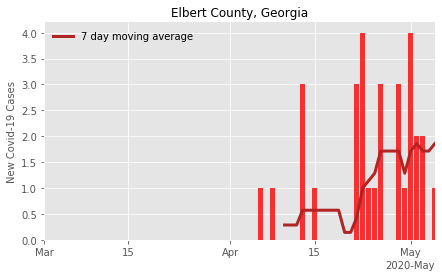 Elbert County, Georgia
7 day moving average
New Covid-19 Cases
4.0
3.5
3.0
2.5
2.0
1.5
1.0
0.5
0.0
Mar 15 Apr 15 May
2020-May